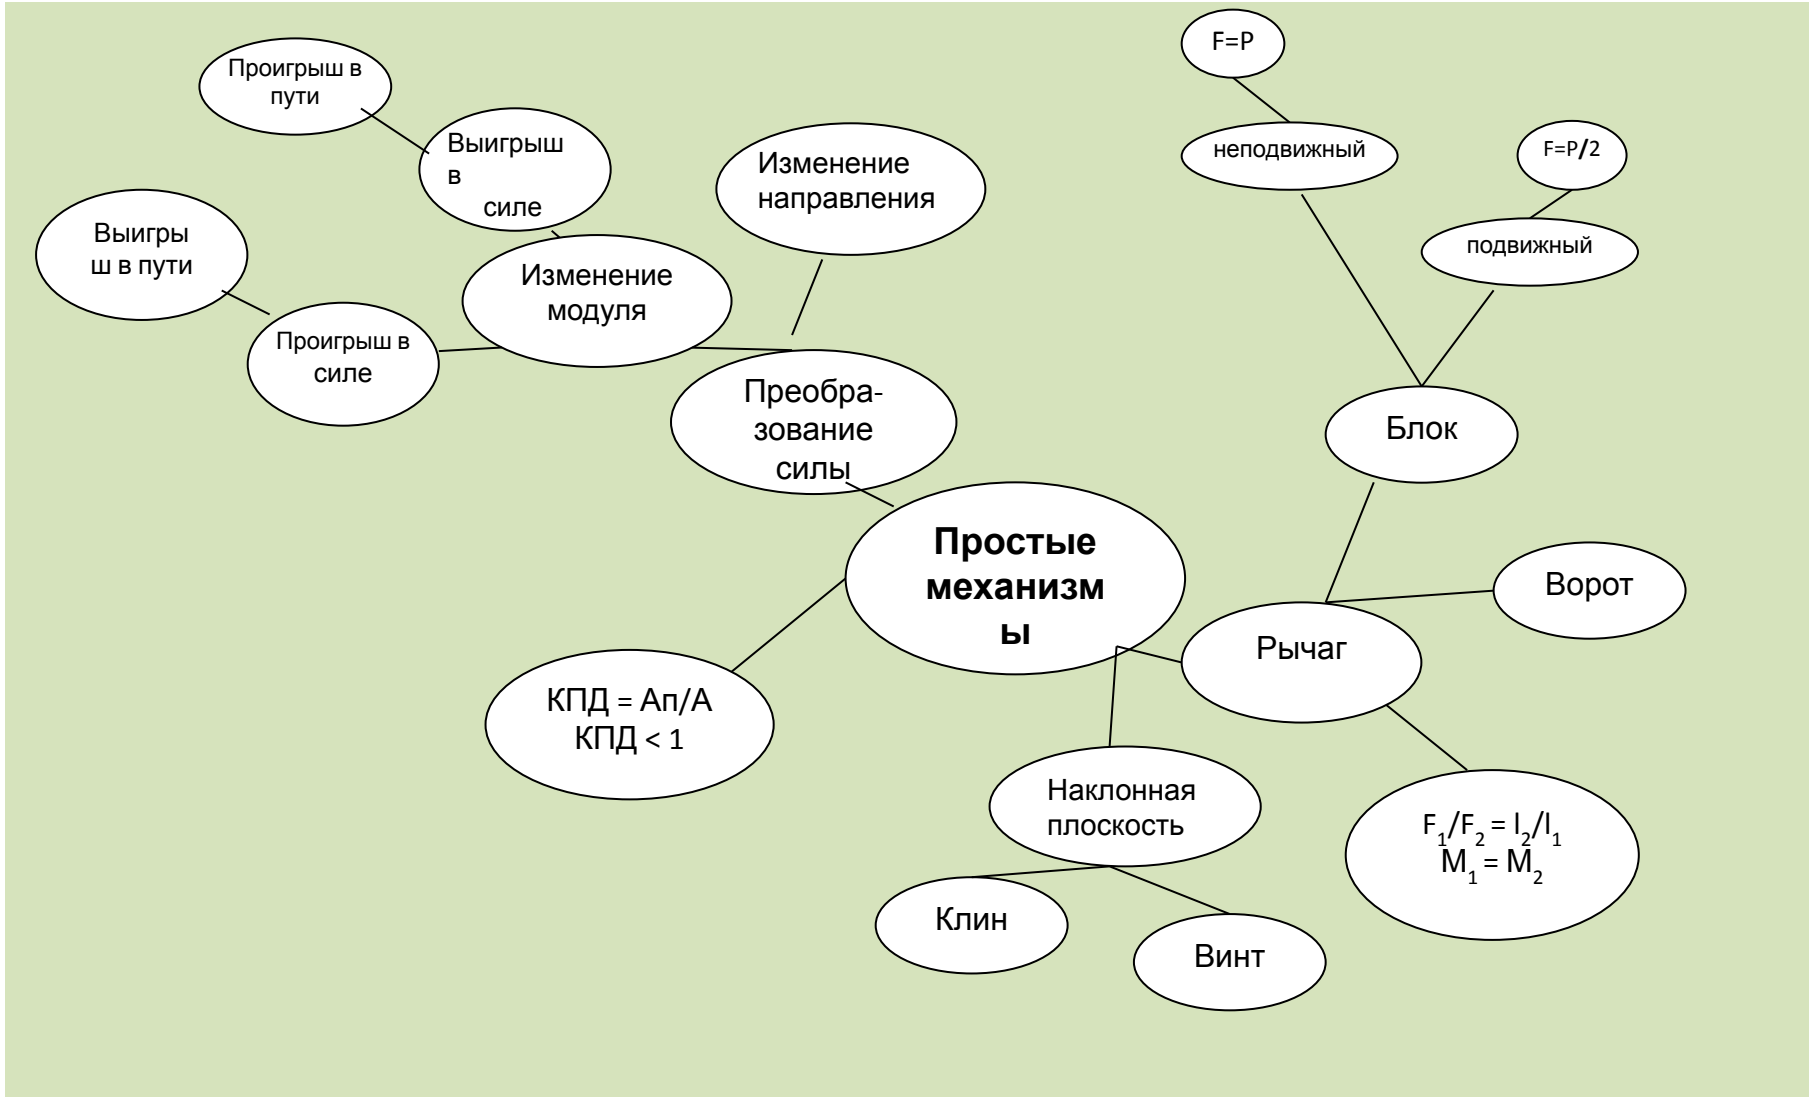 F=P
Проигрыш в
пути
Выигрыш
в
силе
Изменение
направления
неподвижный
F=P/2
Выигры
ш в пути
подвижный
Изменение
модуля
Проигрыш в
силе
Преобра-
зование
силы
Блок
Простые
механизм
ы
Ворот
Рычаг
КПД = Ап/А
КПД < 1
Наклонная
плоскость
F₁/F₂ = l₂/l₁
M₁ = M₂
Клин
Винт